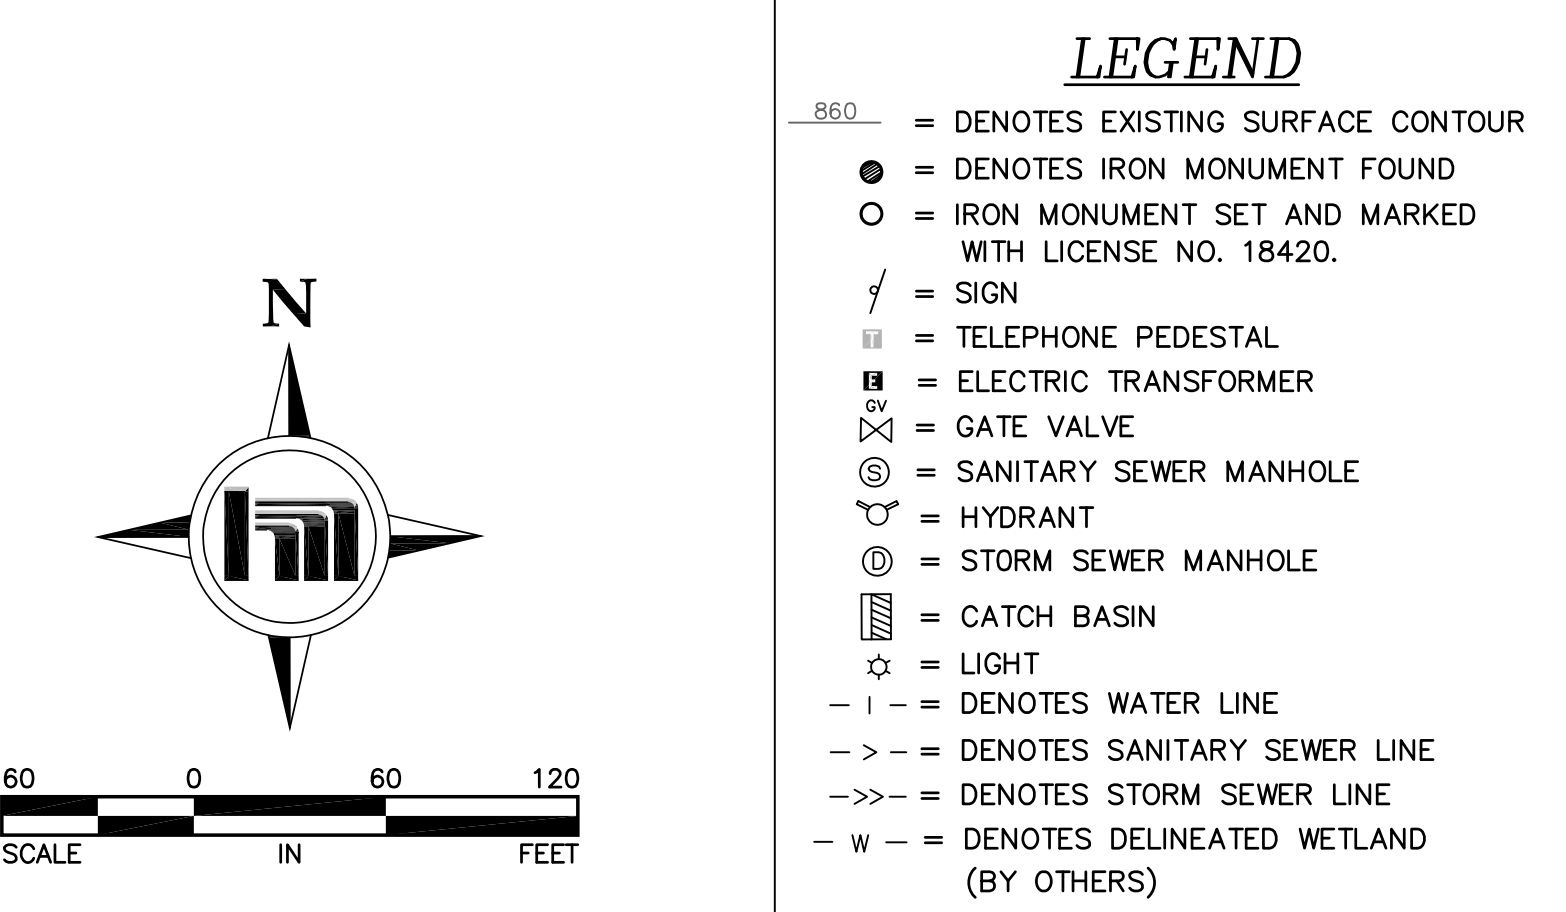 N
hm
60 0 60 120
SCALE IN FEET
LEGEND
860 = DENOTES EXISTING SURFACE CONTOUR
= DENOTES IRON MONUMENT FOUND
= IRON MONUMENT SET AND MARKED
WITH LICENSE NO. 18420.
= SIGN
T = TELEPHONE PEDESTAL
E = ELECTRIC TRANSFORMER
GV
= GATE VALVE
S = SANITARY SEWER MANHOLE
= HYDRANT
D = STORM SEWER MANHOLE
= CATCH BASIN
= LIGHT
— | — = DENOTES WATER LINE
— > — = DENOTES SANITARY SEWER LINE
—>>— = DENOTES STORM SEWER LINE
— W — = DENOTES DELINEATED WETLAND
(BY OTHERS)